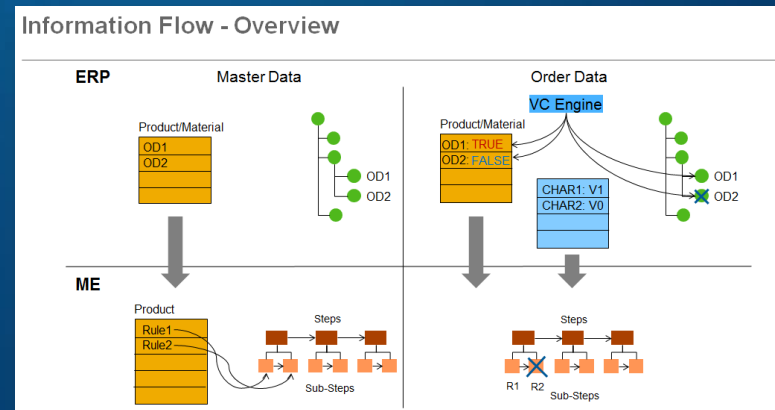 Information Flow - Overview
ERP
Master Data
Order Data
VC Engine
Product/Material
OD1
OD2
OD1
OD2
Product/Material
OD1: TRUE
OD2: FALSE
CHAR1: V1
CHAR2: V0
OD1
OD2
ME
Product
Rule1
Rule2
Steps
Sub-Steps
Steps
R1 R2
Sub-Steps